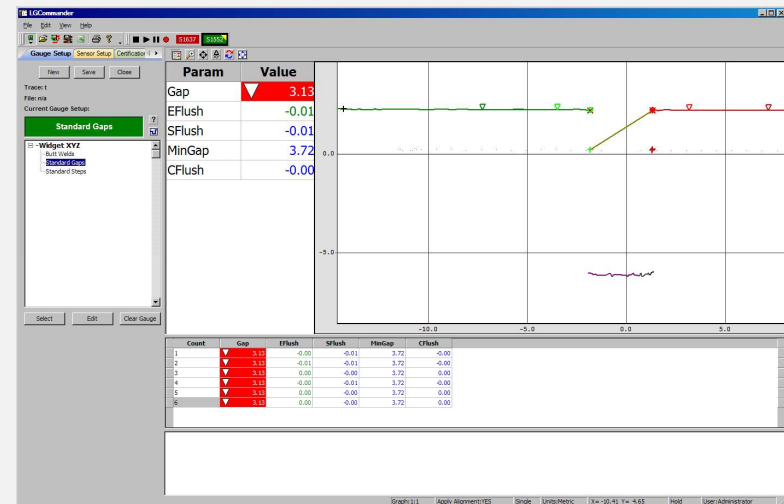 LGCommander
File Edit View Help
S1637 S1552
Gauge Setup Sensor Setup Certification
New Save Close
Trace: t
File: n/a
Current Gauge Setup:
Standard Gaps
?
Widget XYZ
Butt Welds
Standard Gaps
Standard Steps
Select Edit Clear Gauge
Param Value
Gap 3.13
EFlush -0.01
SFlush -0.01
MinGap 3.72
CFlush -0.00
0.0
-5.0
-10.0 -5.0 0.0 5.0
Count Gap EFlush SFlush MinGap CFlush
1 3.13 -0.00 -0.01 3.72 -0.00
2 3.13 -0.01 -0.01 3.72 -0.00
3 3.13 0.00 -0.00 3.72 0.00
4 3.13 -0.00 -0.01 3.72 -0.00
5 3.13 0.00 -0.00 3.72 0.00
6 3.13 0.00 -0.00 3.72 0.00
Graph: 1:1 Apply Alignment:YES Single Units:Metric X= -10.41 Y= 4.65 Hold User:Administrator